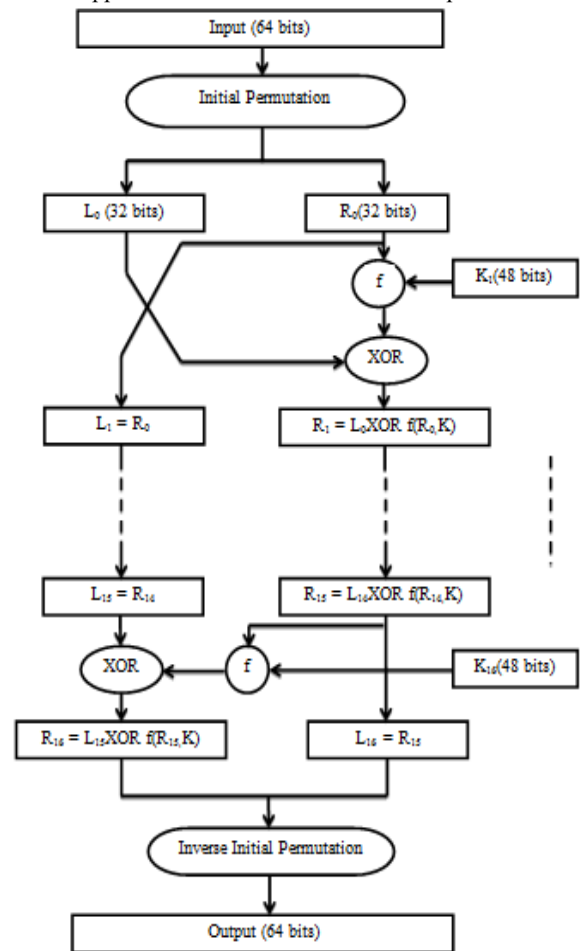 Input (64 bits)
Initial Permutation
L₀ (32 bits)
R₀(32 bits)
f
K₁(48 bits)
XOR
L₁ = R₀
R₁ = L₀XOR f(R₀,K)
L₁₅ = R₁₄
R₁₅ = L₁₄XOR f(R₁₄,K)
XOR
f
K₁₆(48 bits)
R₁₆ = L₁₅XOR f(R₁₅,K)
L₁₆ = R₁₅
Inverse Initial Permutation
Output (64 bits)